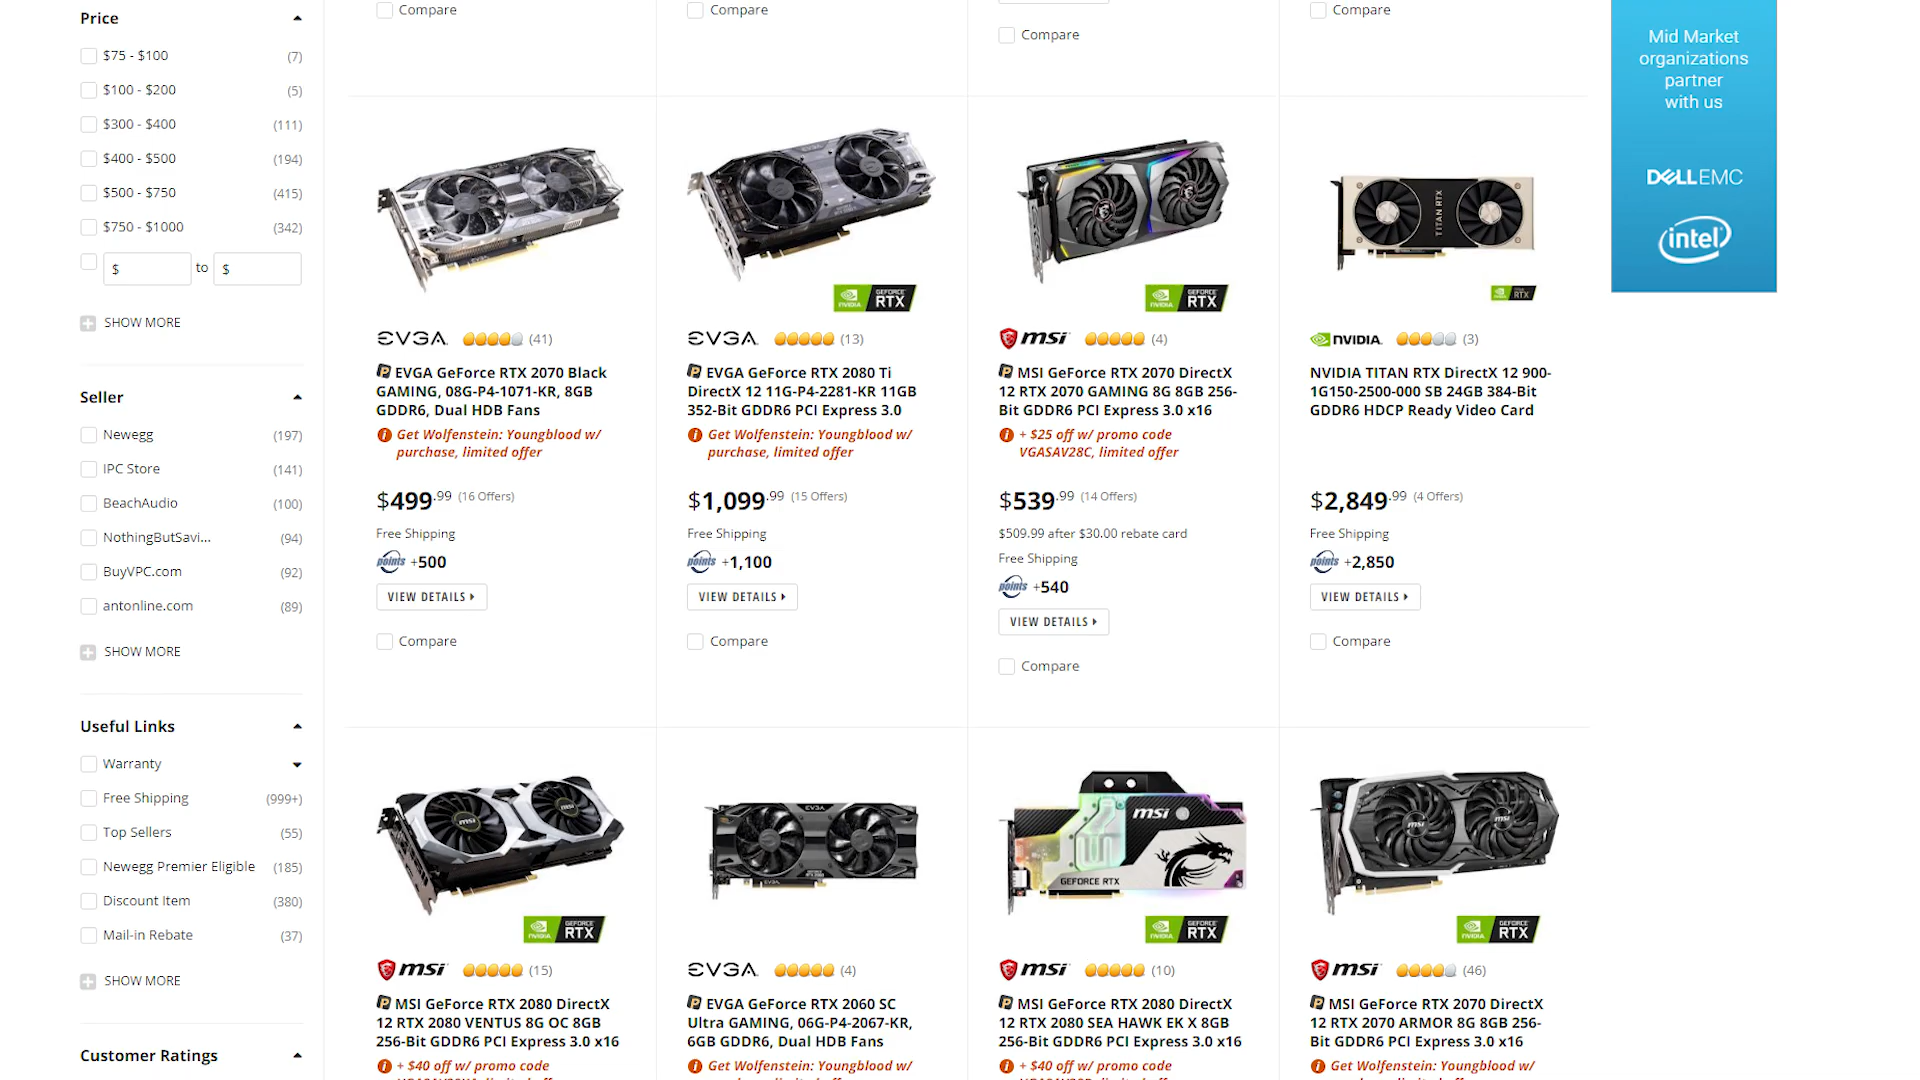 Price
$75 - $100 (7)
$100 - $200 (5)
$300 - $400 (111)
$400 - $500 (194)
$500 - $750 (415)
$750 - $1000 (342)
$ to $
SHOW MORE
Seller
Newegg (197)
IPC Store (141)
BeachAudio (100)
NothingButSavi... (94)
BuyVPC.com (92)
antonline.com (89)
SHOW MORE
Useful Links
Warranty
Free Shipping (999+)
Top Sellers (55)
Newegg Premier Eligible (185)
Discount Item (380)
Mail-in Rebate (37)
SHOW MORE
Customer Ratings
Compare
Compare
Compare
Compare
EVGA (41)
EVGA GeForce RTX 2070 Black
GAMING, 08G-P4-1071-KR, 8GB
GDDR6, Dual HDB Fans
Get Wolfenstein: Youngblood w/
purchase, limited offer
$499.99 (16 Offers)
Free Shipping
points +500
VIEW DETAILS
Compare
NVIDIA GEFORCE RTX
EVGA (13)
EVGA GeForce RTX 2080 Ti
DirectX 12 11G-P4-2281-KR 11GB
352-Bit GDDR6 PCI Express 3.0
Get Wolfenstein: Youngblood w/
purchase, limited offer
$1,099.99 (15 Offers)
Free Shipping
points +1,100
VIEW DETAILS
Compare
NVIDIA GEFORCE RTX
msi (4)
MSI GeForce RTX 2070 DirectX
12 RTX 2070 GAMING 8G 8GB 256-
Bit GDDR6 PCI Express 3.0 x16
+ $25 off w/ promo code
VGASAV28C, limited offer
$539.99 (14 Offers)
$509.99 after $30.00 rebate card
Free Shipping
points +540
VIEW DETAILS
Compare
TITAN RTX
RTX
NVIDIA. (3)
NVIDIA TITAN RTX DirectX 12 900-
1G150-2500-000 SB 24GB 384-Bit
GDDR6 HDCP Ready Video Card
$2,849.99 (4 Offers)
Free Shipping
points +2,850
VIEW DETAILS
Compare
msi
NVIDIA GEFORCE RTX
msi (15)
MSI GeForce RTX 2080 DirectX
12 RTX 2080 VENTUS 8G OC 8GB
256-Bit GDDR6 PCI Express 3.0 x16
+ $40 off w/ promo code
EVGA
EVGA (4)
EVGA GeForce RTX 2060 SC
Ultra GAMING, 06G-P4-2067-KR,
6GB GDDR6, Dual HDB Fans
Get Wolfenstein: Youngblood w/
msi
GEFORCE RTX
NVIDIA GEFORCE RTX
msi (10)
MSI GeForce RTX 2080 DirectX
12 RTX 2080 SEA HAWK EK X 8GB
256-Bit GDDR6 PCI Express 3.0 x16
+ $40 off w/ promo code
msi msi
NVIDIA GEFORCE RTX
msi (46)
MSI GeForce RTX 2070 DirectX
12 RTX 2070 ARMOR 8G 8GB 256-
Bit GDDR6 PCI Express 3.0 x16
Get Wolfenstein: Youngblood w/
Mid Market
organizations
partner
with us
DELLEMC
intel